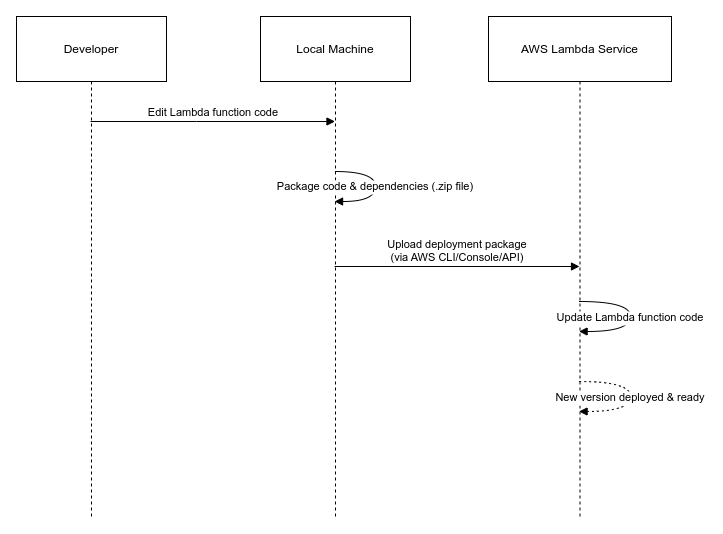 Developer
Local Machine
AWS Lambda Service
Edit Lambda function code
Package code & dependencies (.zip file)
Upload deployment package
(via AWS CLI/Console/API)
Update Lambda function code
New version deployed & ready